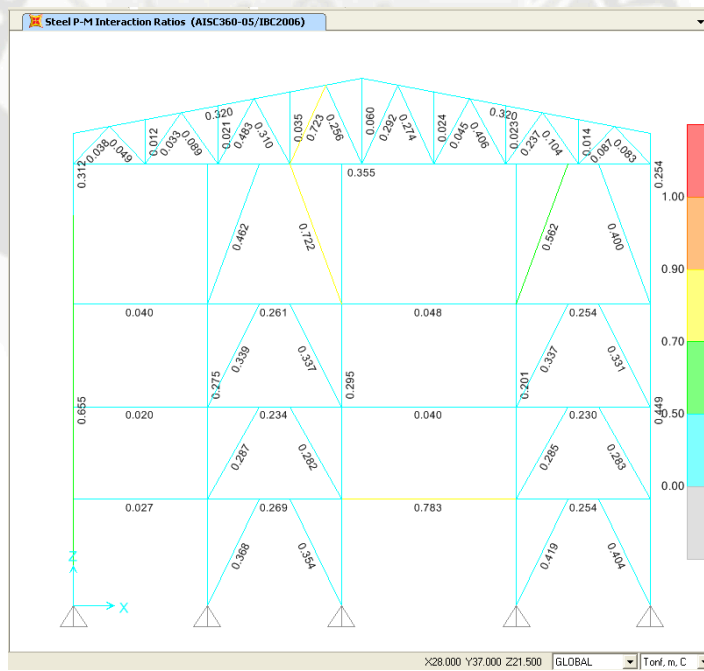 Steel P-M Interaction Ratios (AISC360-05/IBC2006)
0.320 0.320
0.038 0.049 0.012 0.033 0.089 0.021 0.483 0.310 0.035 0.723 0.256 0.060 0.292 0.274 0.024 0.045 0.406 0.023 0.237 0.104 0.014 0.087 0.083
0.312 0.355 0.254
0.462 0.722 0.562 0.400
0.040 0.261 0.048 0.254
0.339 0.337 0.337 0.331
0.655 0.275 0.295 0.201 0.449
0.020 0.234 0.040 0.230
0.287 0.282 0.285 0.283
0.027 0.269 0.783 0.254
0.368 0.354 0.419 0.404
Z
X
1.00
0.90
0.70
0.50
0.00
X28.000 Y37.000 Z21.500 GLOBAL Tonf, m, C